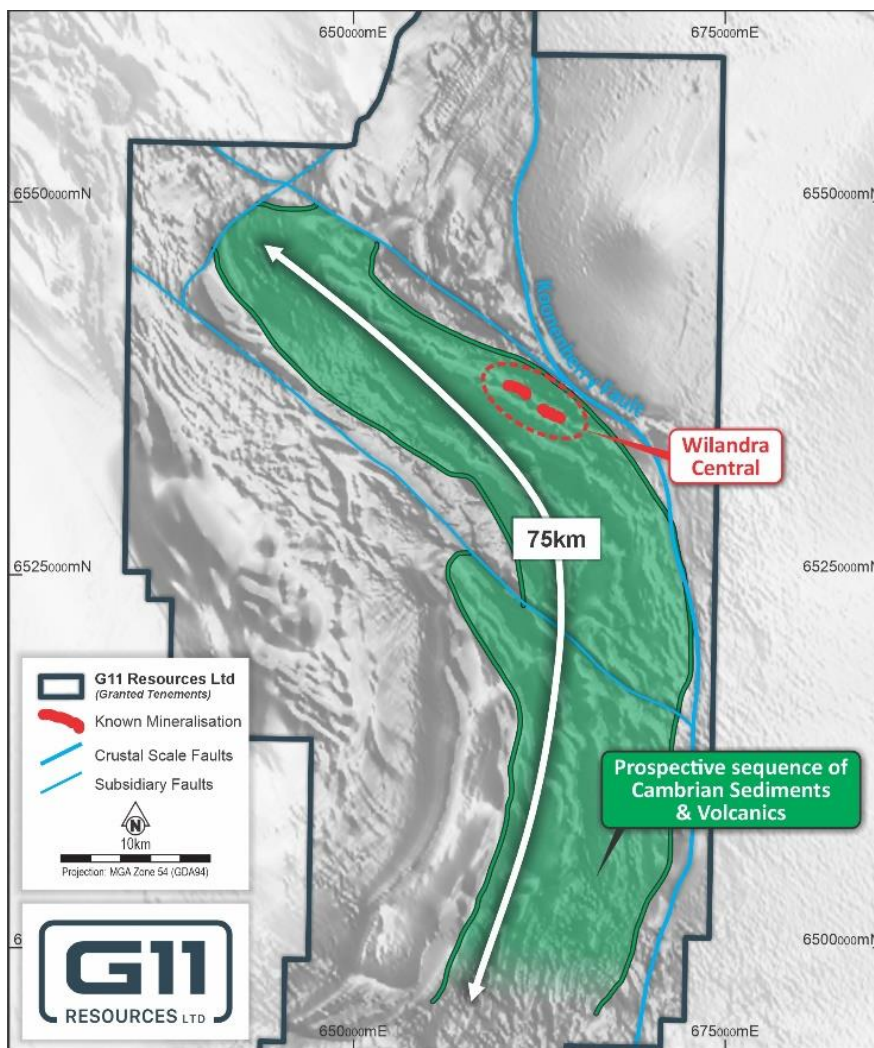 650000mE
675000mE
6550000mN
6550000mN
Koonenberry Fault
Wilandra
Central
75km
6525000mN
6525000mN
G11 Resources Ltd
(Granted Tenements)
Known Mineralisation
Crustal Scale Faults
Subsidiary Faults
N
10km
Projection: MGA Zone 54 (GDA94)
Prospective sequence of
Cambrian Sediments
& Volcanics
6500000mN
G11
RESOURCES LTD
650000mE
675000mE